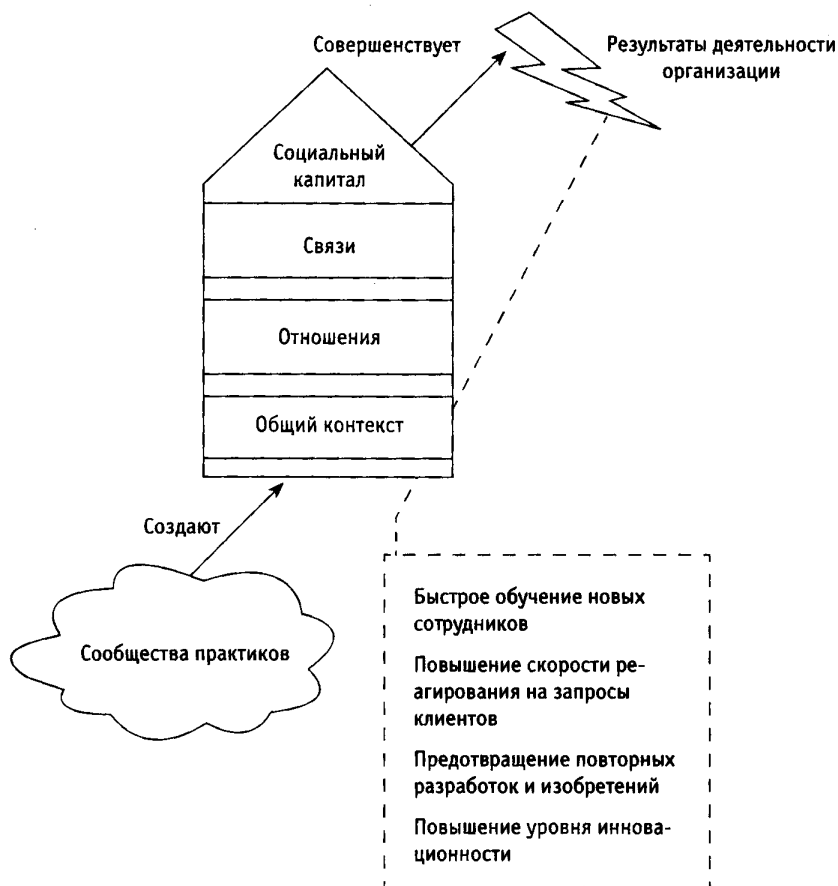 Совершенствует
Результаты деятельности
организации
Социальный
капитал
Связи
Отношения
Общий контекст
Создают
Сообщества практиков
Быстрое обучение новых
сотрудников
Повышение скорости ре-
агирования на запросы
клиентов
Предотвращение повторных
разработок и изобретений
Повышение уровня иннова-
ционности